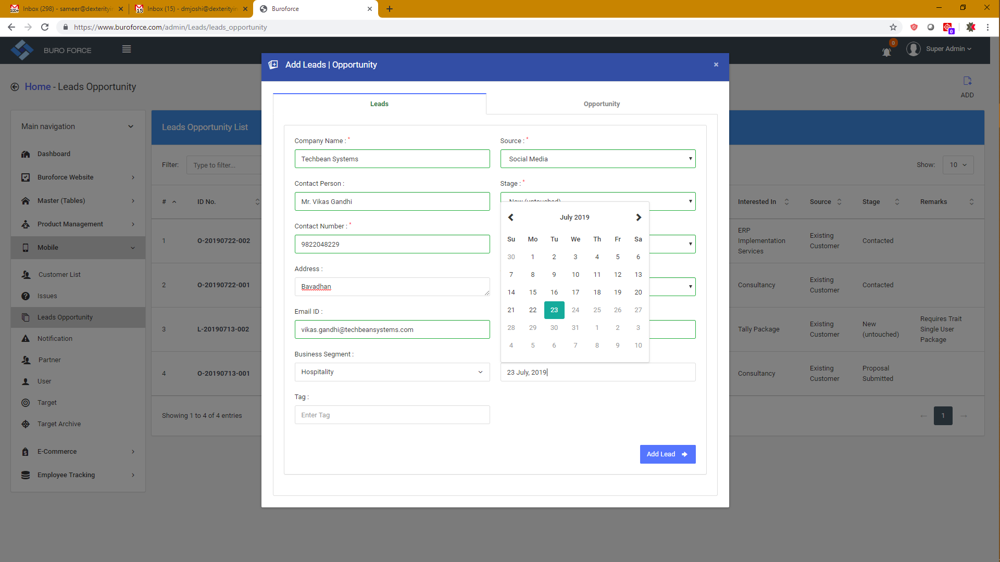 Inbox (298) - sameer@dexterityin
Inbox (15) - dmjoshi@dexterityin
Buroforce
https://www.buroforce.com/admin/Leads/leads_opportunity
0
BURO FORCE
0
Super Admin
Add Leads | Opportunity
Home - Leads Opportunity
ADD
Main navigation
Dashboard
Buroforce Website
Master (Tables)
Product Management
Mobile
Customer List
Issues
Leads Opportunity
Notification
Partner
User
Target
Target Archive
E-Commerce
Employee Tracking
Leads Opportunity List
Filter: Type to filter...
Show: 10
# ID No.
Interested In Source Stage Remarks
1 O-20190722-002
ERP Implementation Services
Existing Customer
Contacted
2 O-20190722-001
Consultancy
Existing Customer
Contacted
3 L-20190713-002
Tally Package
Existing Customer
New (untouched)
Requires Trait Single User Package
4 O-20190713-001
Consultancy
Existing Customer
Proposal Submitted
Showing 1 to 4 of 4 entries
← 1 →
Leads
Opportunity
Company Name : *
Techbean Systems
Source : *
Social Media
Contact Person :
Mr. Vikas Gandhi
Stage : *
New (untouched)
Contact Number : *
9822048229
Address :
Bavadhan
Email ID :
vikas.gandhi@techbeansystems.com
Business Segment :
Hospitality
Tag :
Enter Tag
July 2019
Su Mo Tu We Th Fr Sa
30 1 2 3 4 5 6
7 8 9 10 11 12 13
14 15 16 17 18 19 20
21 22 23 24 25 26 27
28 29 30 31 1 2 3
4 5 6 7 8 9 10
23 July, 2019
Add Lead